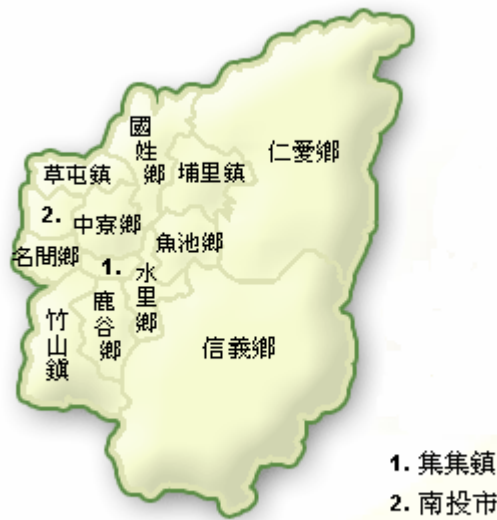 國姓鄉
仁愛鄉
草屯鎮
埔里鎮
2.
中寮鄉
魚池鄉
名間鄉
1.
水里鄉
鹿谷鄉
竹山鎮
信義鄉
1. 集集鎮
2. 南投市